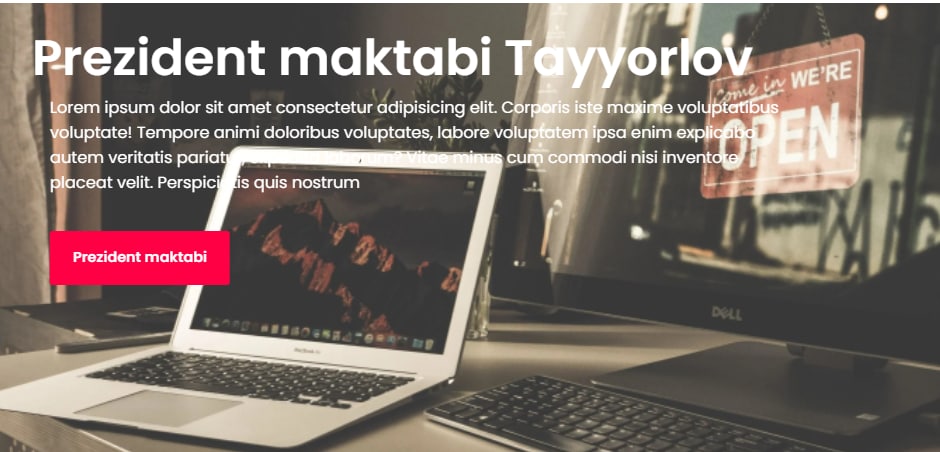 Prezident maktabi Tayyorlov
Lorem ipsum dolor sit amet consectetur adipisicing elit. Corporis iste maxime voluptatibus
voluptate! Tempore animi doloribus voluptates, labore voluptatem ipsa enim explicabo
autem veritatis pariatur Vitae minus cum commodi nisi inventore
placeat velit. Perspiciatis quis nostrum
Prezident maktabi
come in WE'RE
OPEN
DELL